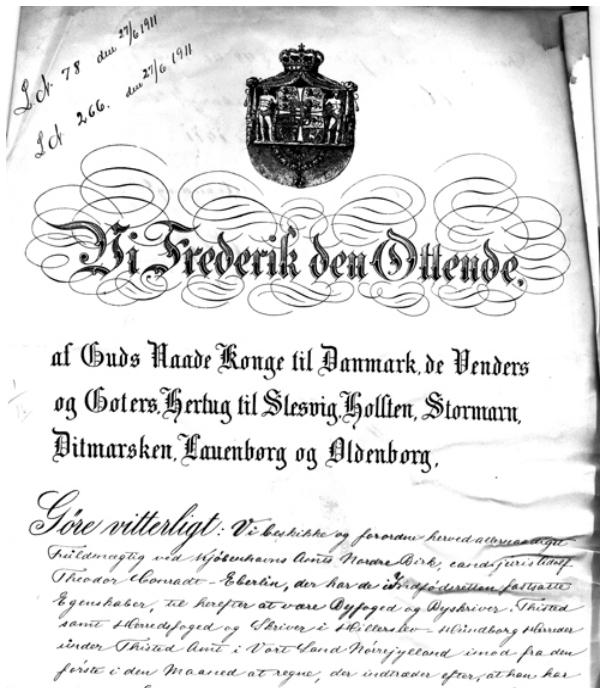 L N 78 den 27/6 1911
L N 266. den 27/6 1911
Vi Frederik den Ottende,
af Guds Naade Konge til Danmark, de Venders
og Goters, Hertug til Slesvig, Holsten, Stormarn,
Ditmarsken, Lauenborg og Oldenborg,
Göre vitterligt: Vi beskikke og forordne herved allernaadigst
Fuldmægtig ved Kjøbenhavns Amts Nordre Birk, cand. juris
Theodor Conradt-Eberlin, der har de i Indfødsretten fastsatte
Egenskaber, til herefter at være Byfoged og Byskriver i Thisted
samt Herredsfoged og Skriver i Hillerslev-Hundborg Herreder
under Thisted Amt i Vort Land Nörrejylland imod fra den
förste i den Maaned at regne, der indtræder efter, at han har